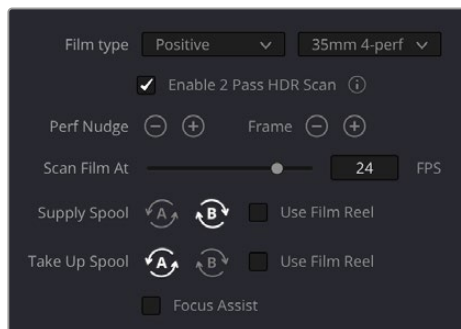 Film type Positive 35mm 4-perf
Enable 2 Pass HDR Scan
Perf Nudge Frame
Scan Film At 24 FPS
Supply Spool A B Use Film Reel
Take Up Spool A B Use Film Reel
Focus Assist